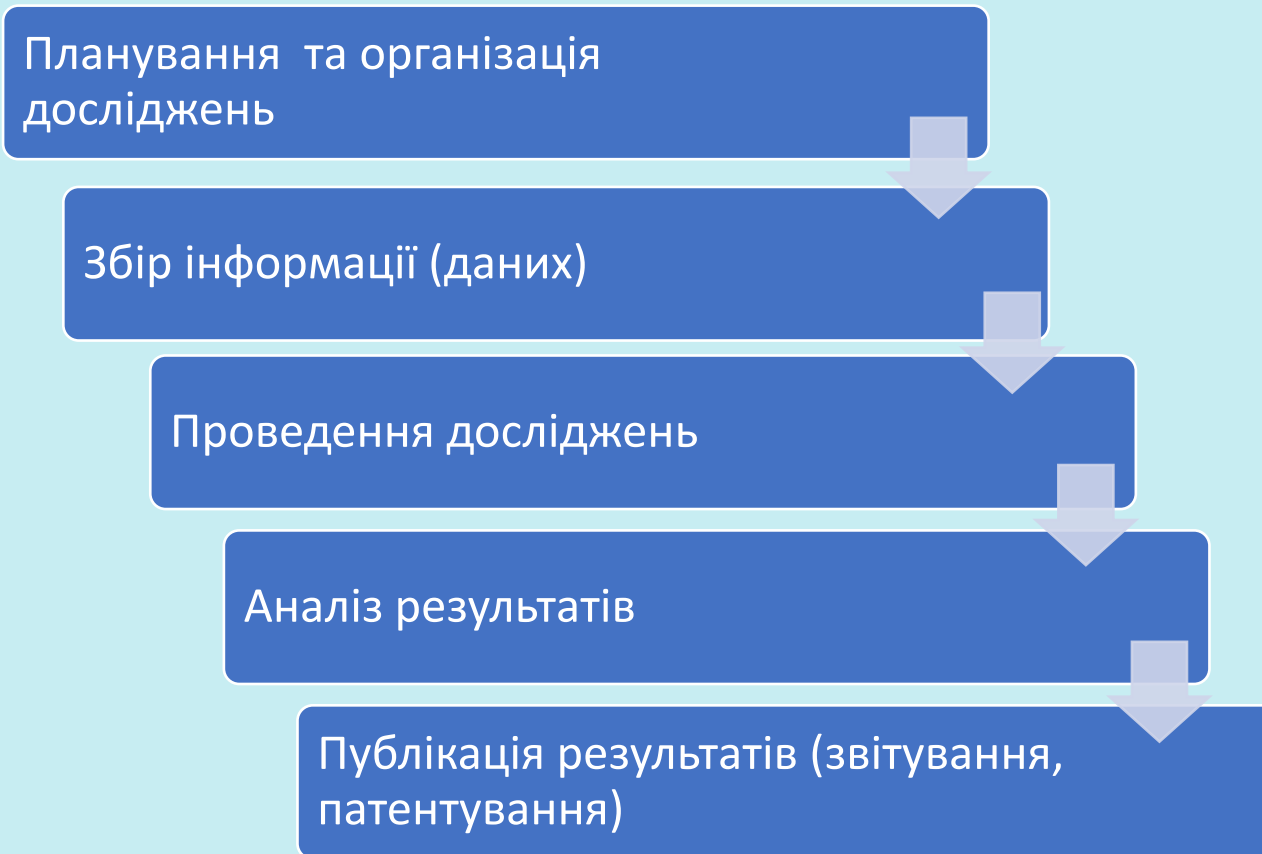 Планування  та організація
досліджень
Збір інформації (даних)
Проведення досліджень
Аналіз результатів
Публікація результатів (звітування,
патентування)